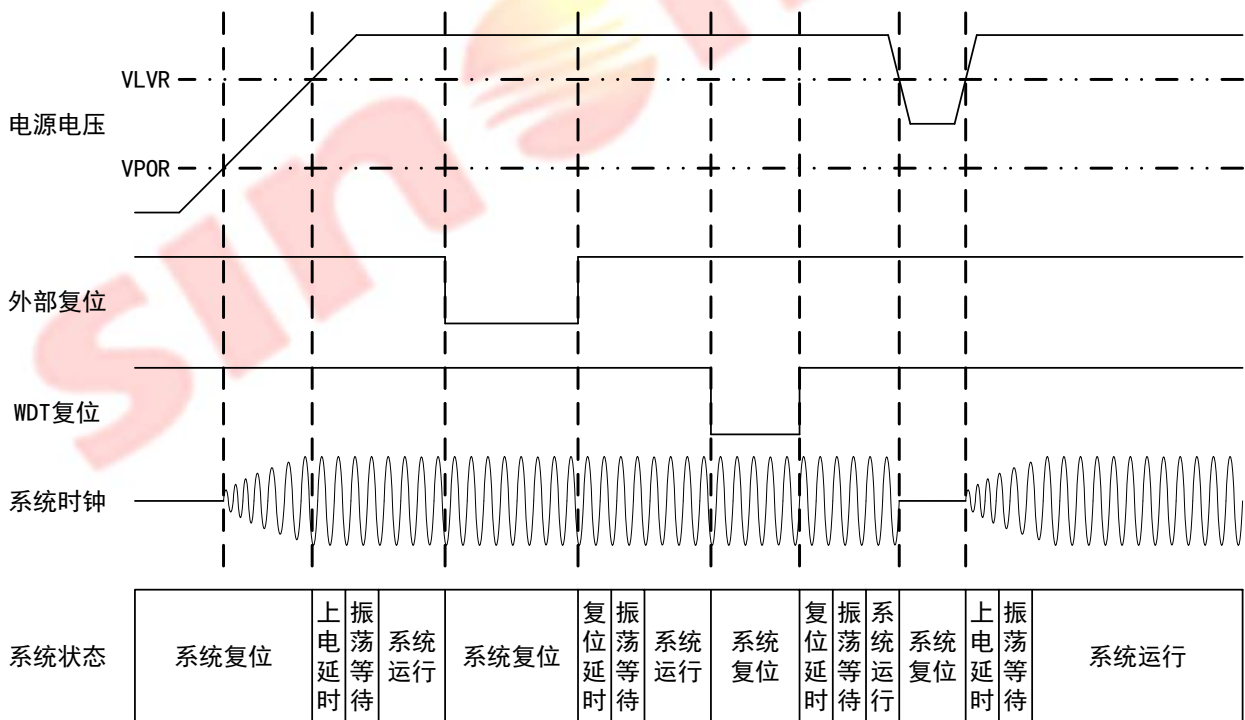 VLVR
电源电压
VPOR
外部复位
WDT复位
系统时钟
系统状态
系统复位
上电延时
振荡等待
系统运行
系统复位
复位延时
振荡等待
系统运行
系统复位
复位延时
振荡等待
系统运行
系统复位
上电延时
振荡等待
系统运行
sin